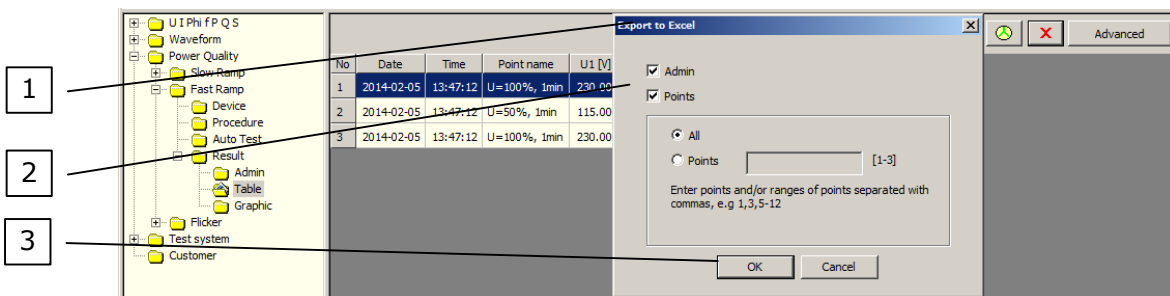 1
2
3
U I Phi f P Q S
Waveform
Power Quality
Slow Ramp
Fast Ramp
Device
Procedure
Auto Test
Result
Admin
Table
Graphic
Flicker
Test system
Customer
No Date Time Point name U1 [V]
1 2014-02-05 13:47:12 U=100%, 1min 230.00
2 2014-02-05 13:47:12 U=50%, 1min 115.00
3 2014-02-05 13:47:12 U=100%, 1min 230.00
Export to Excel
Admin
Points
All
Points [1-3]
Enter points and/or ranges of points separated with
commas, e.g 1,3,5-12
OK Cancel
Advanced